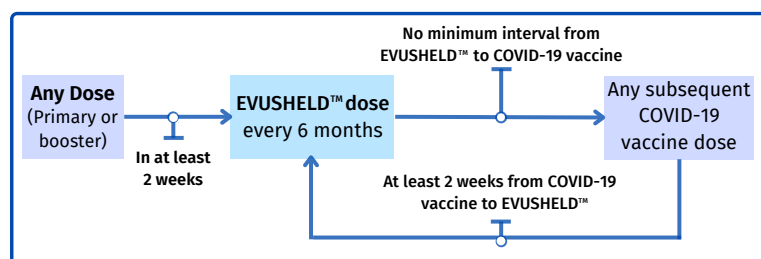 No minimum interval from
EVUSHELD™ to COVID-19 vaccine
Any Dose
(Primary or
booster)
In at least
2 weeks
EVUSHELD™ dose
every 6 months
Any subsequent
COVID-19
vaccine dose
At least 2 weeks from COVID-19
vaccine to EVUSHELD™